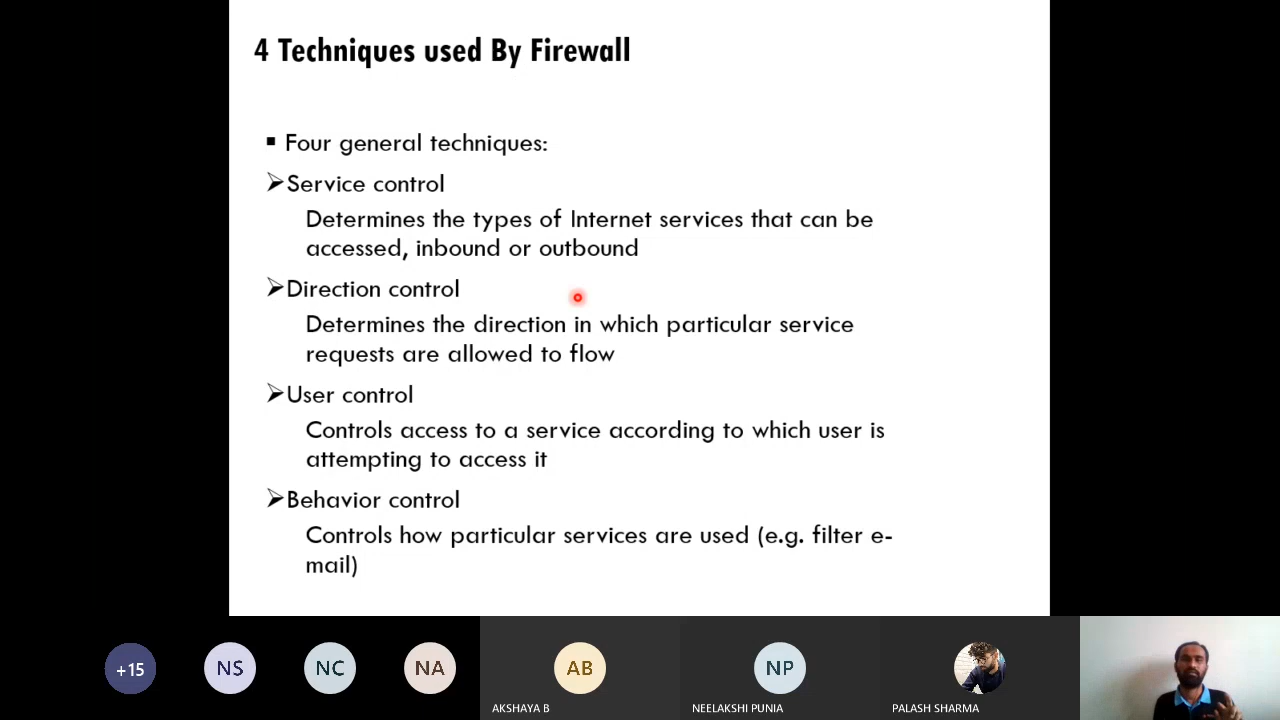 4 Techniques used By Firewall
Four general techniques:
Service control
Determines the types of Internet services that can be
accessed, inbound or outbound
Direction control
Determines the direction in which particular service
requests are allowed to flow
User control
Controls access to a service according to which user is
attempting to access it
Behavior control
Controls how particular services are used (e.g. filter e-
mail)
+15
NS
NC
NA
AB
NP
AKSHAYA B
NEELAKSHI PUNIA
PALASH SHARMA